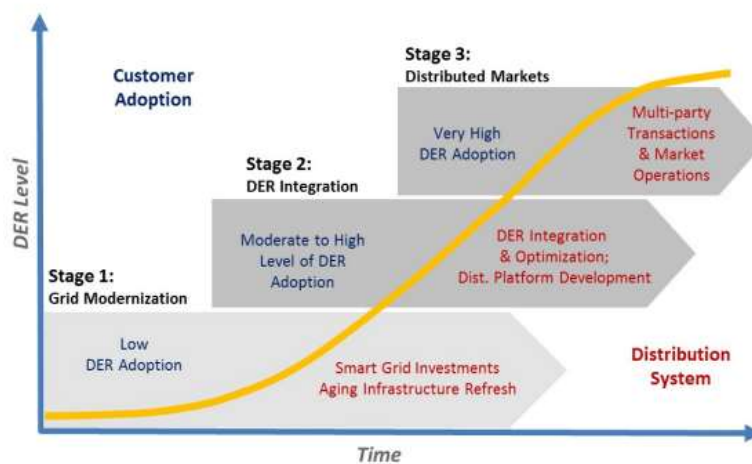 Stage 3:
Distributed Markets
Customer
Adoption
Very High
DER Adoption
Multi-party
Transactions
& Market
Operations
Stage 2:
DER Integration
Moderate to High
Level of DER
Adoption
DER Integration
& Optimization;
Dist. Platform Development
Stage 1:
Grid Modernization
Low
DER Adoption
Smart Grid Investments
Aging Infrastructure Refresh
Distribution
System
DER Level
Time